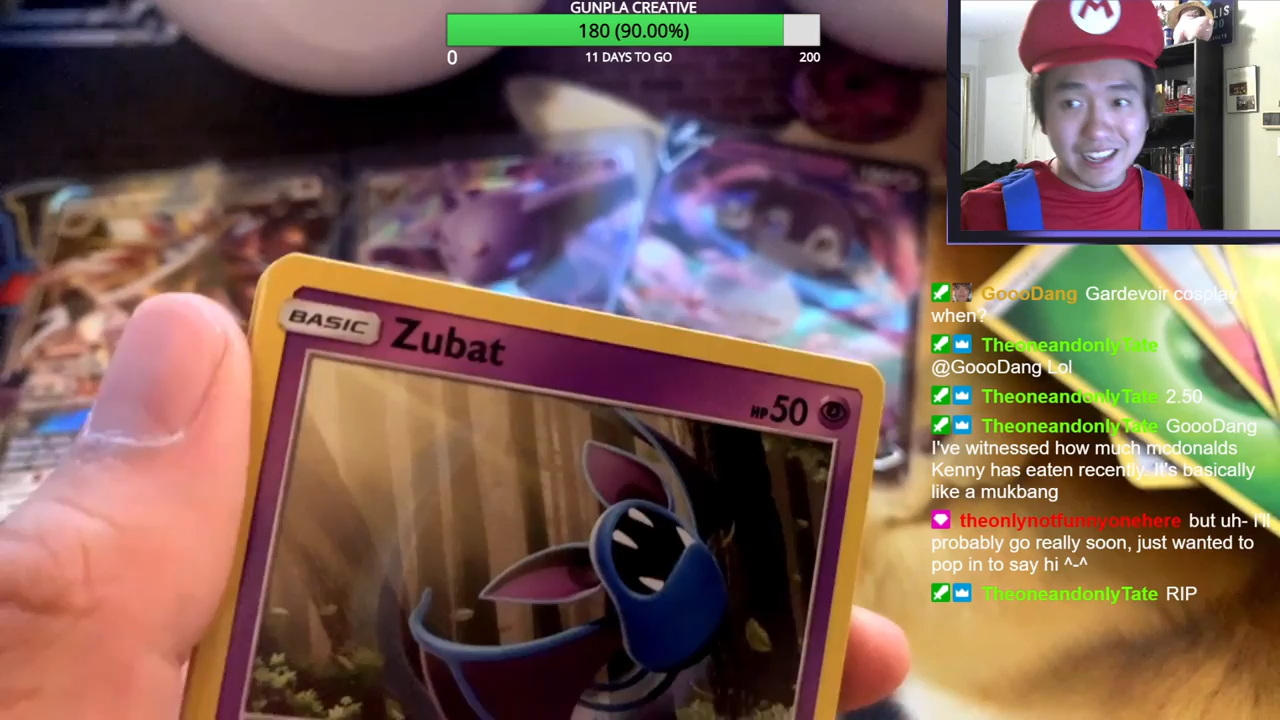 GUNPLA CREATIVE
180 (90.00%)
0
11 DAYS TO GO
200
M
BASIC
Zubat
HP 50
GoooDang Gardevoir cosplay
when?
TheoneandonlyTate
@GoooDang Lol
TheoneandonlyTate 2.50
TheoneandonlyTate GoooDang
I've witnessed how much mcdonalds
Kenny has eaten recently. It's basically
like a mukbang
theonlynotfunnyonehere but uh- I'll
probably go really soon, just wanted to
pop in to say hi ^-^
TheoneandonlyTate RIP